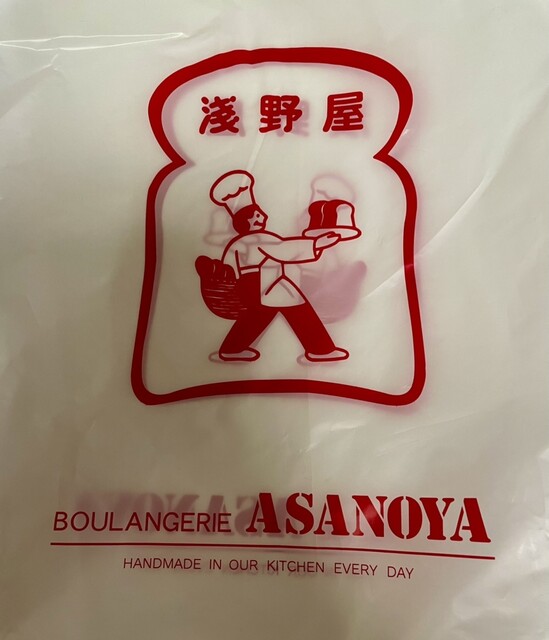 淺野屋
BOULANGERIE ASANOYA
HANDMADE IN OUR KITCHEN EVERY DAY